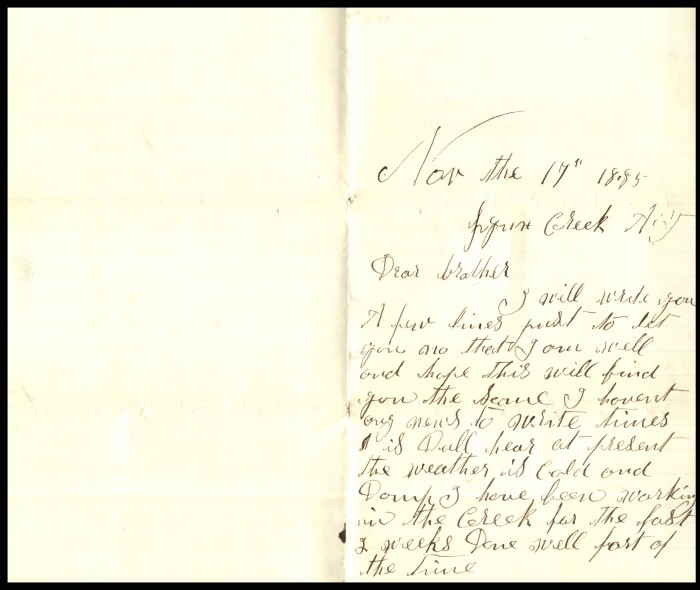 Nov the 17th 1885
Creek
Dear brother
I will write you
A few lines just to let
you no that I am well
and hope this will find
you the Same I havent
any news to write times
is Dull hear at present
the weather is Cold and
Damp I have been working
in the Creek for the past
2 weeks Done well part of
the time